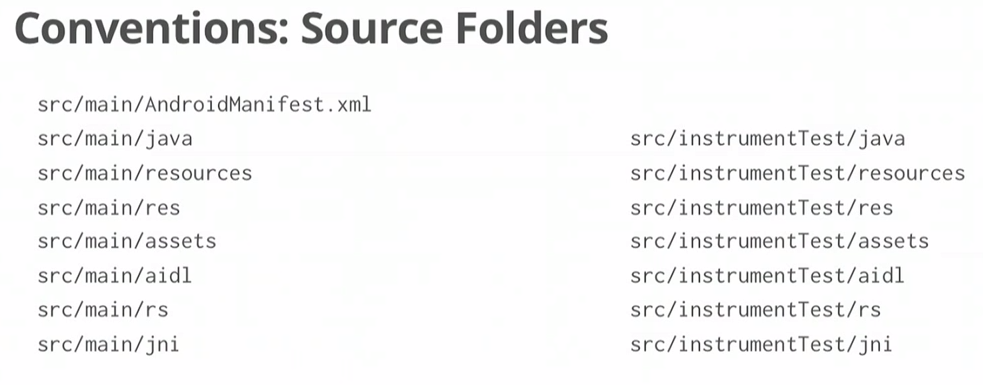 Conventions: Source Folders
src/main/AndroidManifest.xml
src/main/java
src/main/resources
src/main/res
src/main/assets
src/main/aidl
src/main/rs
src/main/jni
src/instrumentTest/java
src/instrumentTest/resources
src/instrumentTest/res
src/instrumentTest/assets
src/instrumentTest/aidl
src/instrumentTest/rs
src/instrumentTest/jni